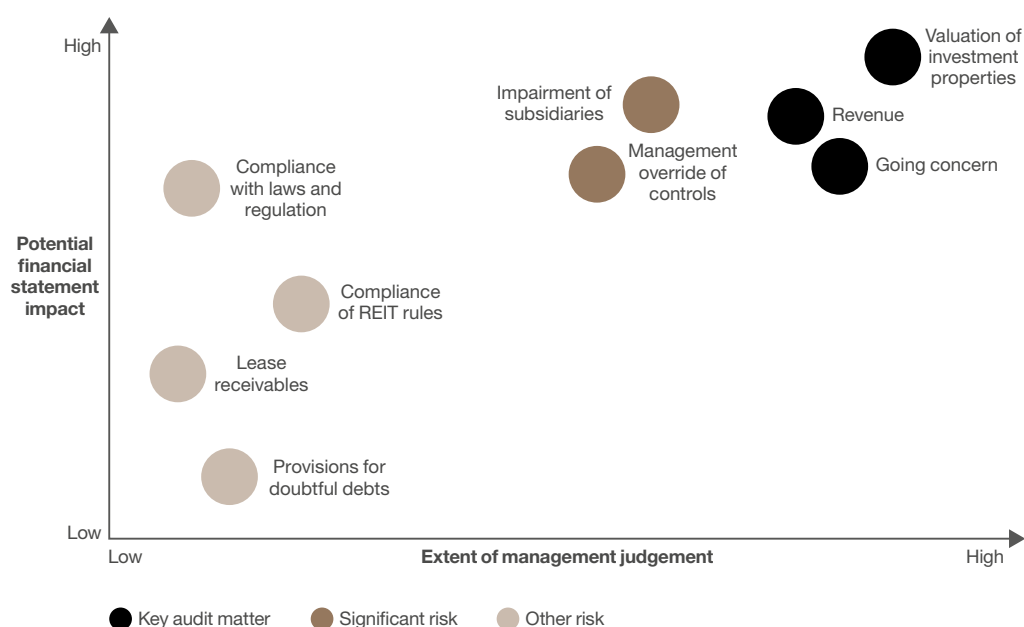 High
Valuation of
investment
properties
Impairment of
subsidiaries
Revenue
Management
override of
controls
Going concern
Compliance
with laws and
regulation
Potential
financial
statement
impact
Compliance
of REIT rules
Lease
receivables
Provisions for
doubtful debts
Low
Low
Extent of management judgement
High
Key audit matter
Significant risk
Other risk